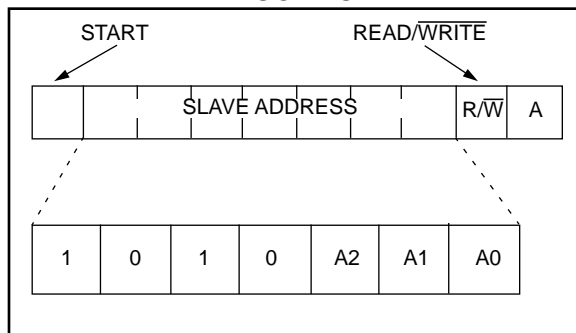 START READ/WRITE
SLAVE ADDRESS R/W A
1 0 1 0 A2 A1 A0